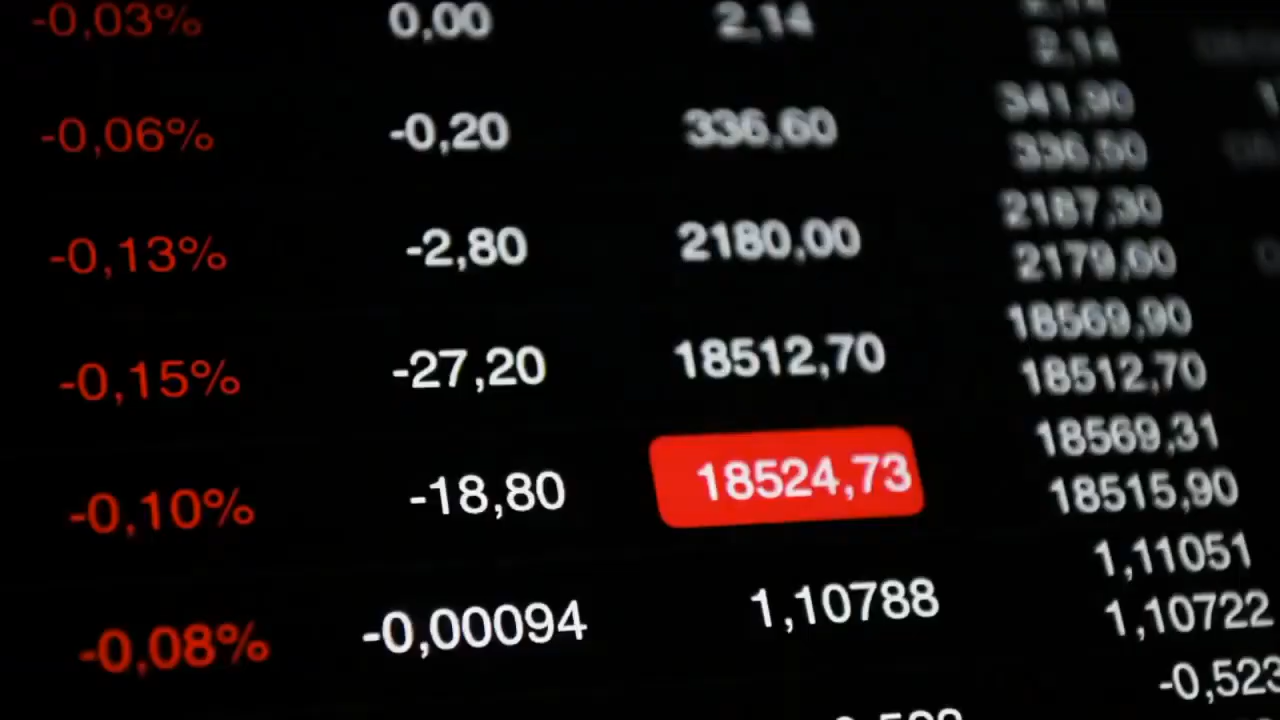 -0,03% 0,00 2,14
2,14
-0,06% -0,20 336,60 341,90
336,50
-0,13% -2,80 2180,00 2187,30
2179,60
-0,15% -27,20 18512,70 18569,90
18512,70
-0,10% -18,80 18524,73 18569,31
18515,90
-0,08% -0,00094 1,10788 1,11051
1,10722
-0,523